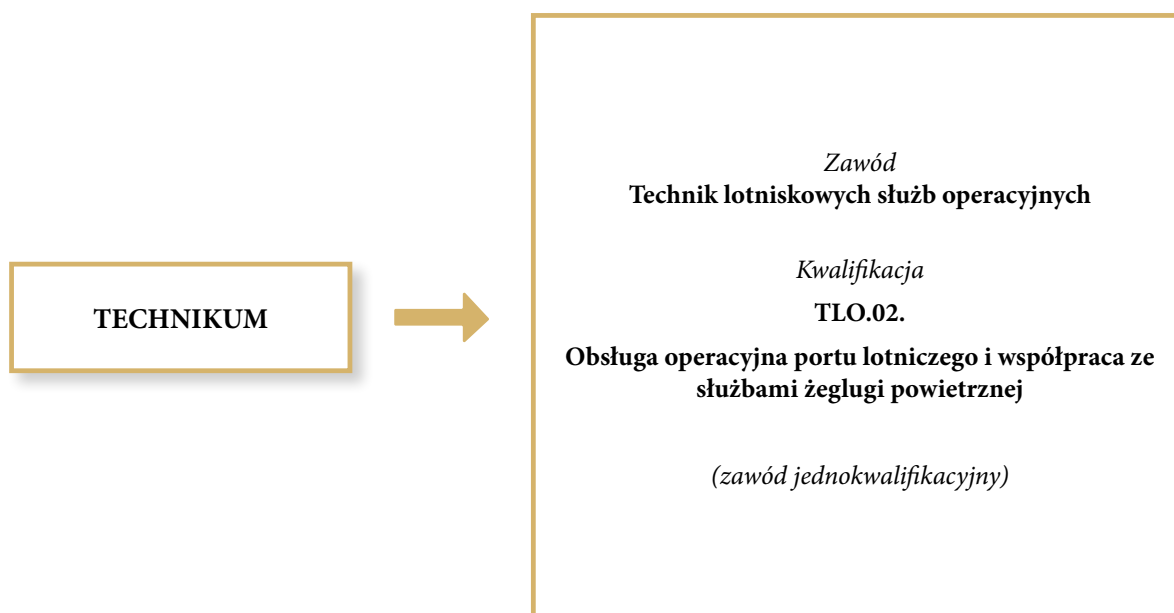 TECHNIKUM
Zawód
Technik lotniskowych służb operacyjnych
Kwalifikacja
TLO.02.
Obsługa operacyjna portu lotniczego i współpraca ze
służbami żeglugi powietrznej
(zawód jednokwalifikacyjny)